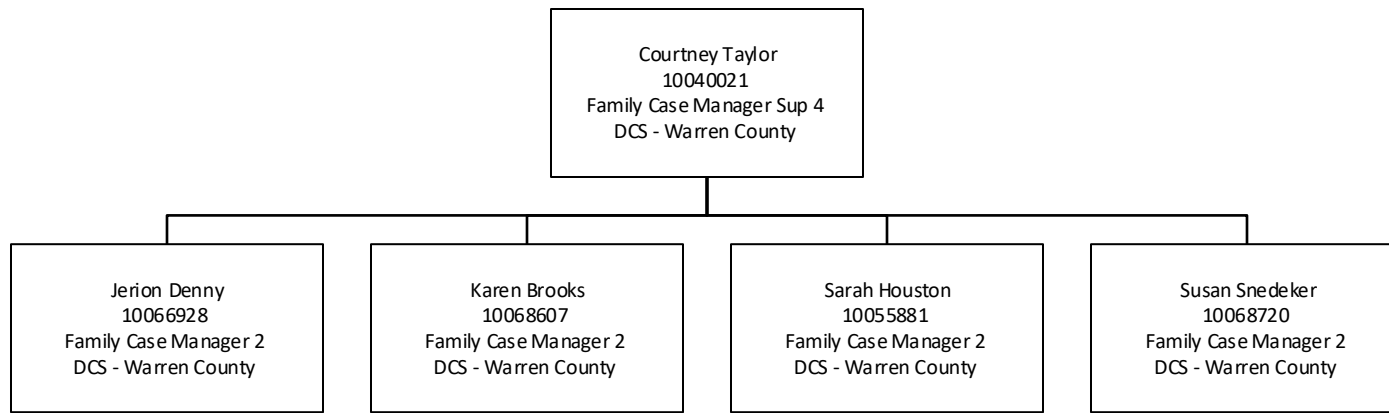 Courtney Taylor
10040021
Family Case Manager Sup 4
DCS - Warren County
Jerion Denny
10066928
Family Case Manager 2
DCS - Warren County
Karen Brooks
10068607
Family Case Manager 2
DCS - Warren County
Sarah Houston
10055881
Family Case Manager 2
DCS - Warren County
Susan Snedeker
10068720
Family Case Manager 2
DCS - Warren County